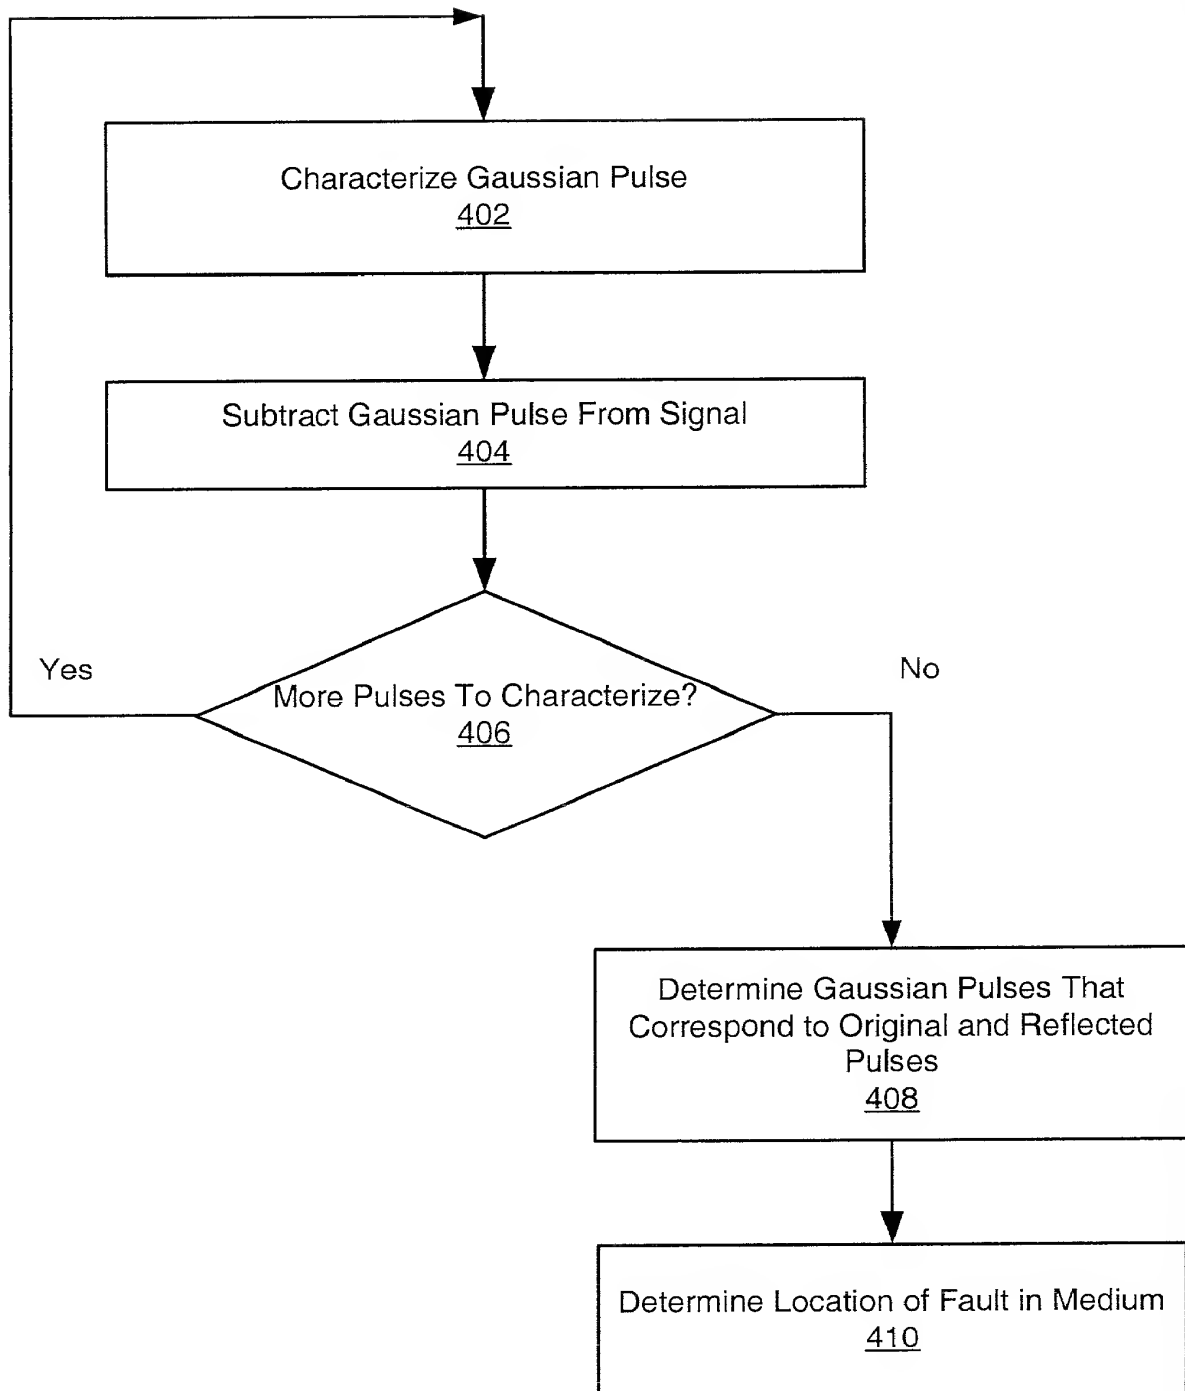 Characterize Gaussian Pulse
402
Subtract Gaussian Pulse From Signal
404
Yes
No
More Pulses To Characterize?
406
Determine Gaussian Pulses That
Correspond to Original and Reflected
Pulses
408
Determine Location of Fault in Medium
410